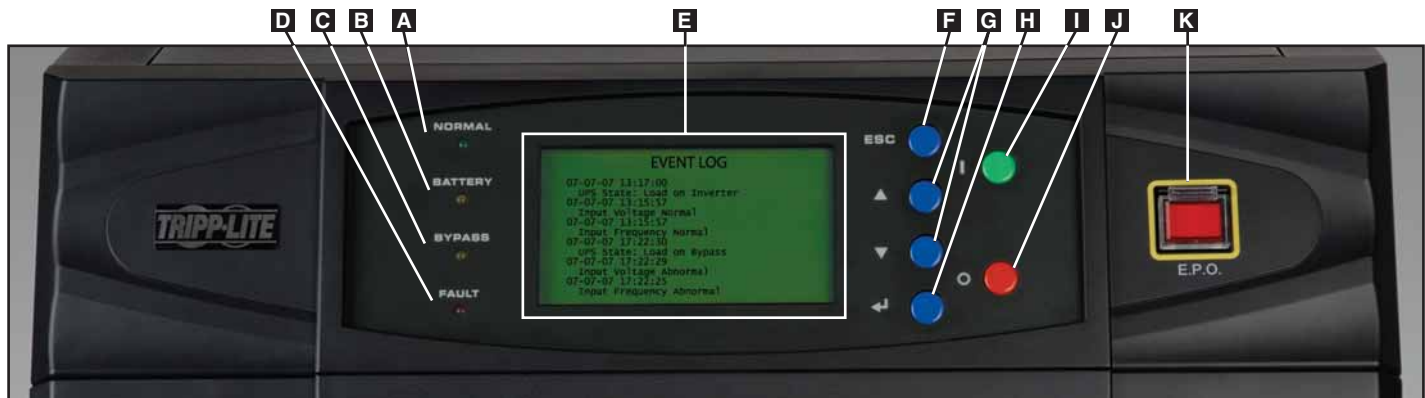 D C B A E F G H I J K
NORMAL
BATTERY
BYPASS
FAULT
TRIPP·LITE
EVENT LOG
07-07-07 13:17:00
UPS State: Load on Inverter
07-07-07 13:15:57
Input Voltage Normal
07-07-07 13:15:57
Input Frequency Normal
07-07-07 17:22:30
UPS State: Load on Bypass
07-07-07 17:22:29
Input Voltage Abnormal
07-07-07 17:22:25
Input Frequency Abnormal
ESC
I
O
E.P.O.